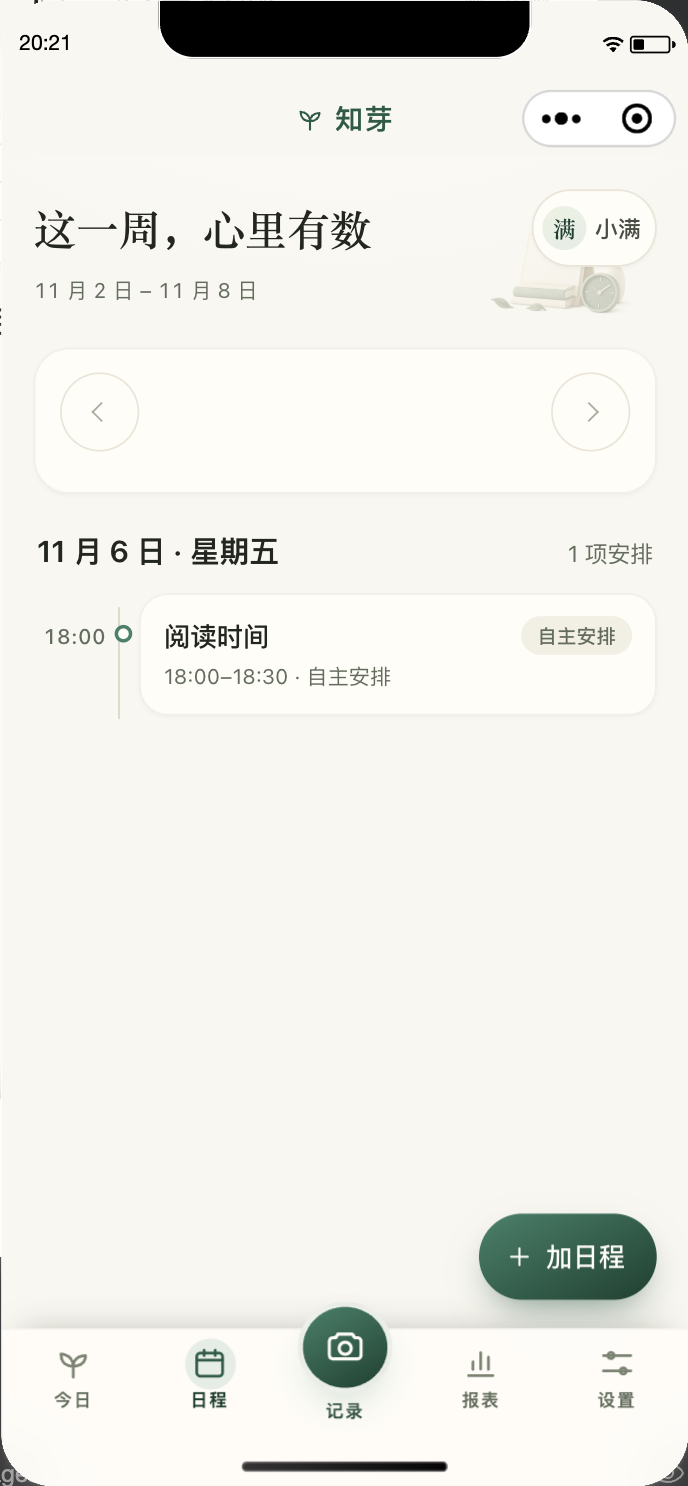 20:21
知芽
这一周，心里有数
满 小满
11 月 2 日 – 11 月 8 日
11 月 6 日 · 星期五
1 项安排
18:00
阅读时间
自主安排
18:00–18:30 · 自主安排
+ 加日程
今日
日程
记录
报表
设置